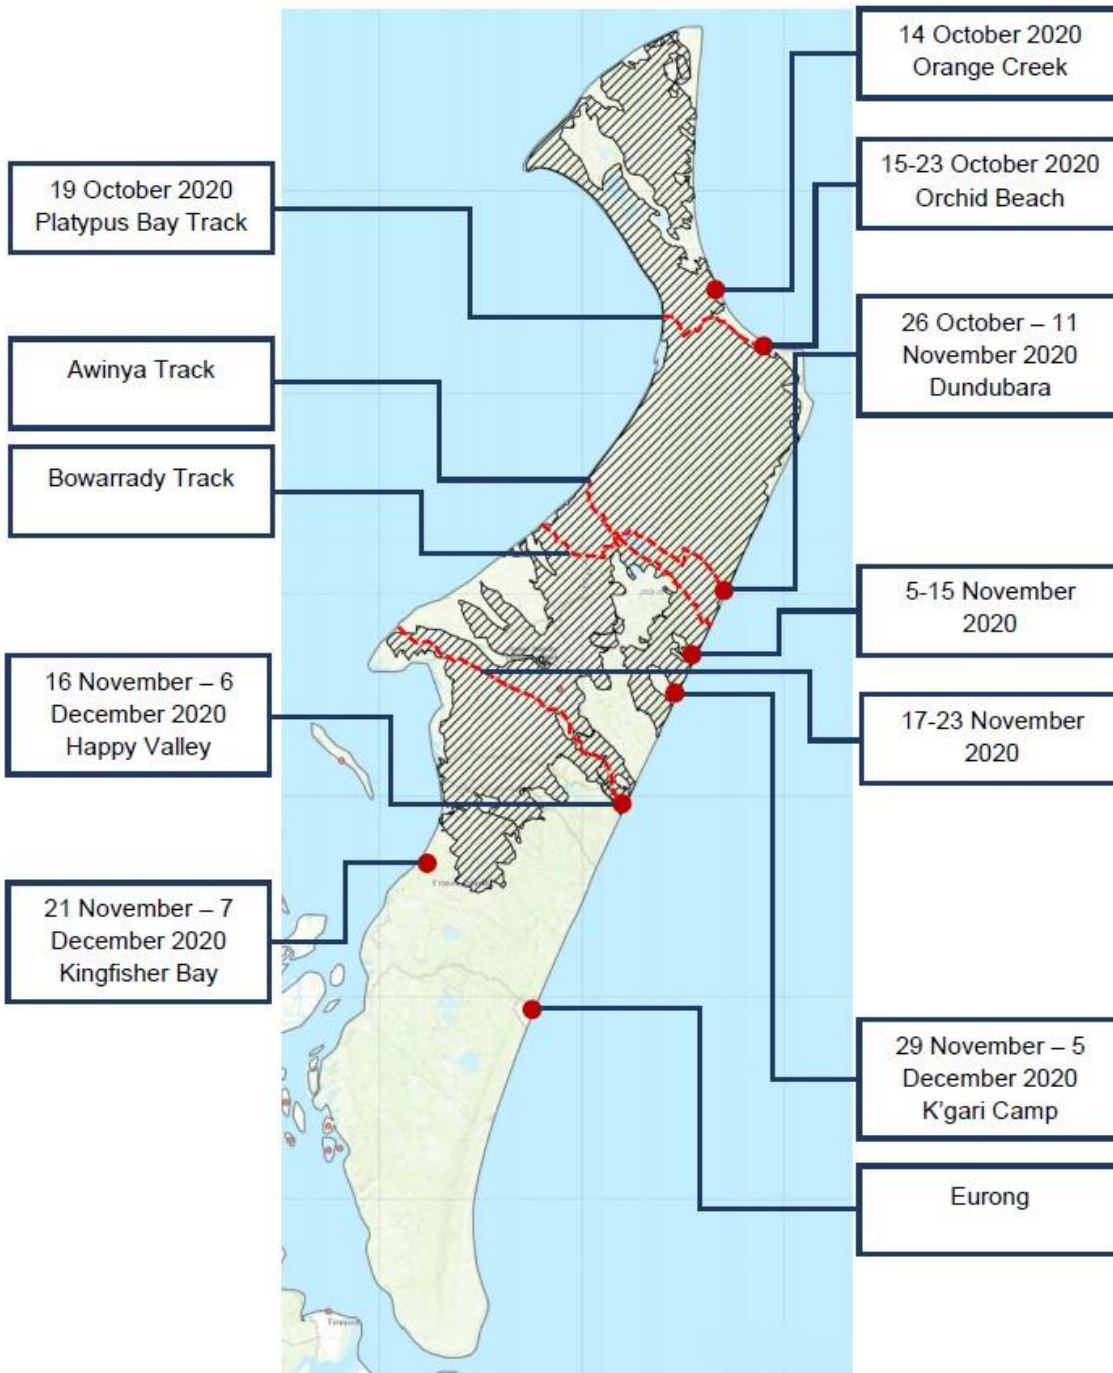 14 October 2020
Orange Creek
19 October 2020
Platypus Bay Track
15-23 October 2020
Orchid Beach
26 October – 11
November 2020
Dundubara
Awinya Track
Bowarrady Track
5-15 November
2020
16 November – 6
December 2020
Happy Valley
17-23 November
2020
21 November – 7
December 2020
Kingfisher Bay
29 November – 5
December 2020
K'gari Camp
Eurong